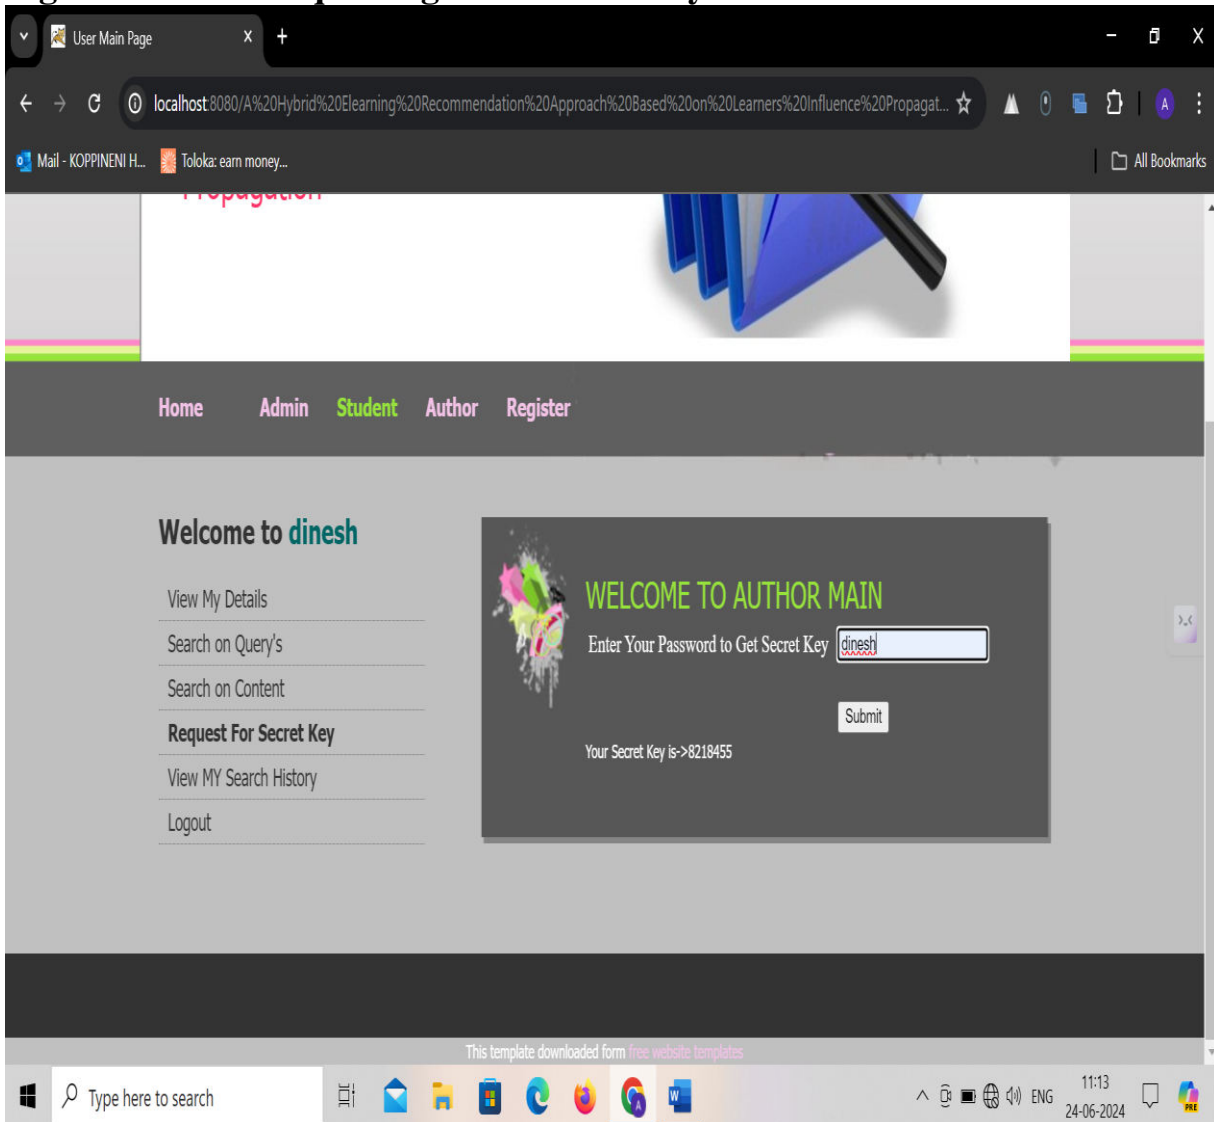 User Main Page
localhost:8080/A%20Hybrid%20Elearning%20Recommendation%20Approach%20Based%20on%20Learners%20Influence%20Propagat...
Mail - KOPPINENI H...
Toloka: earn money...
All Bookmarks
Propagation
Home Admin Student Author Register
Welcome to dinesh
View My Details
Search on Query's
Search on Content
Request For Secret Key
View MY Search History
Logout
WELCOME TO AUTHOR MAIN
Enter Your Password to Get Secret Key dinesh
Submit
Your Secret Key is->8218455
This template downloaded form free website templates
Type here to search
ENG
11:13
24-06-2024
PRE